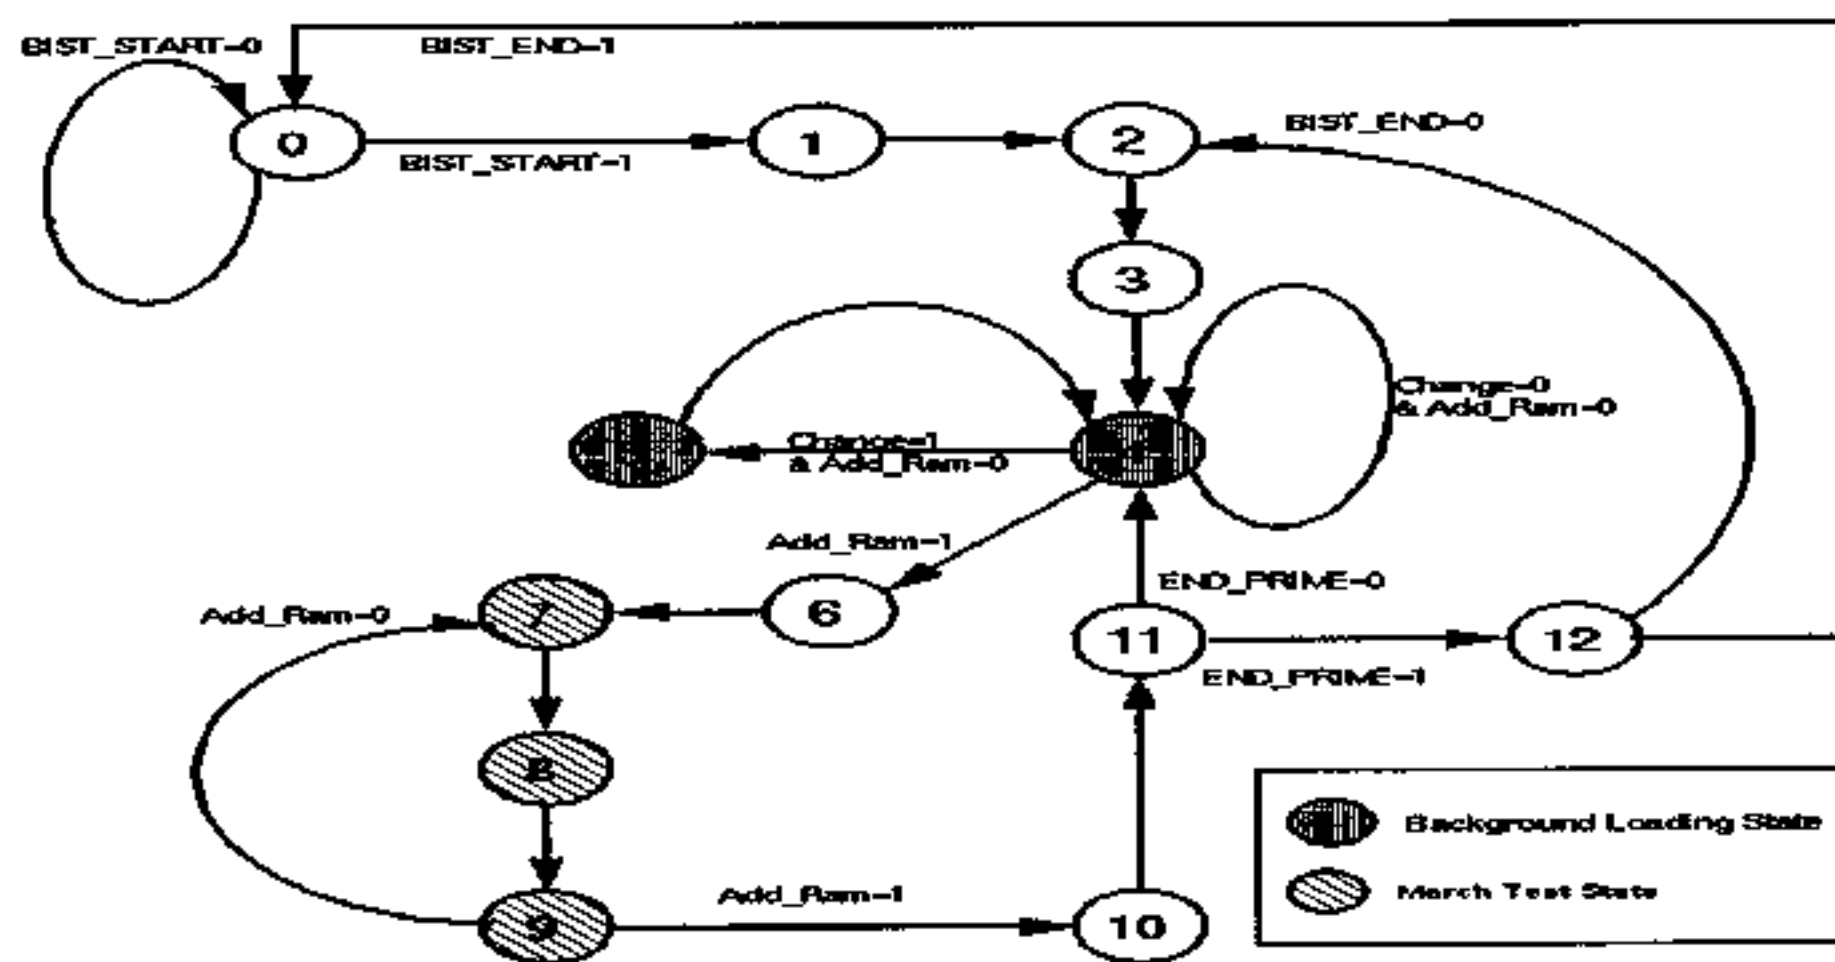 BIST_START-0
BIST_END-1
0
BIST_START-1
1
2
BIST_END-0
3
Change-0
& Add_Ram-0
Change-1
& Add_Ram-0
Add_Ram-1
END_PRIME-0
Add_Ram-0
7
6
11
12
END_PRIME-1
8
Background Loading State
March Test State
Add_Ram-1
9
10